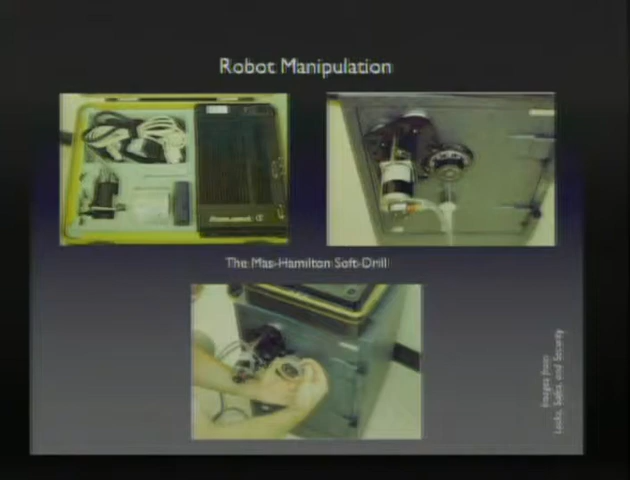 Robot Manipulation
The Mas-Hamilton Soft-Drill
Images from
Locks, Safes, and Security